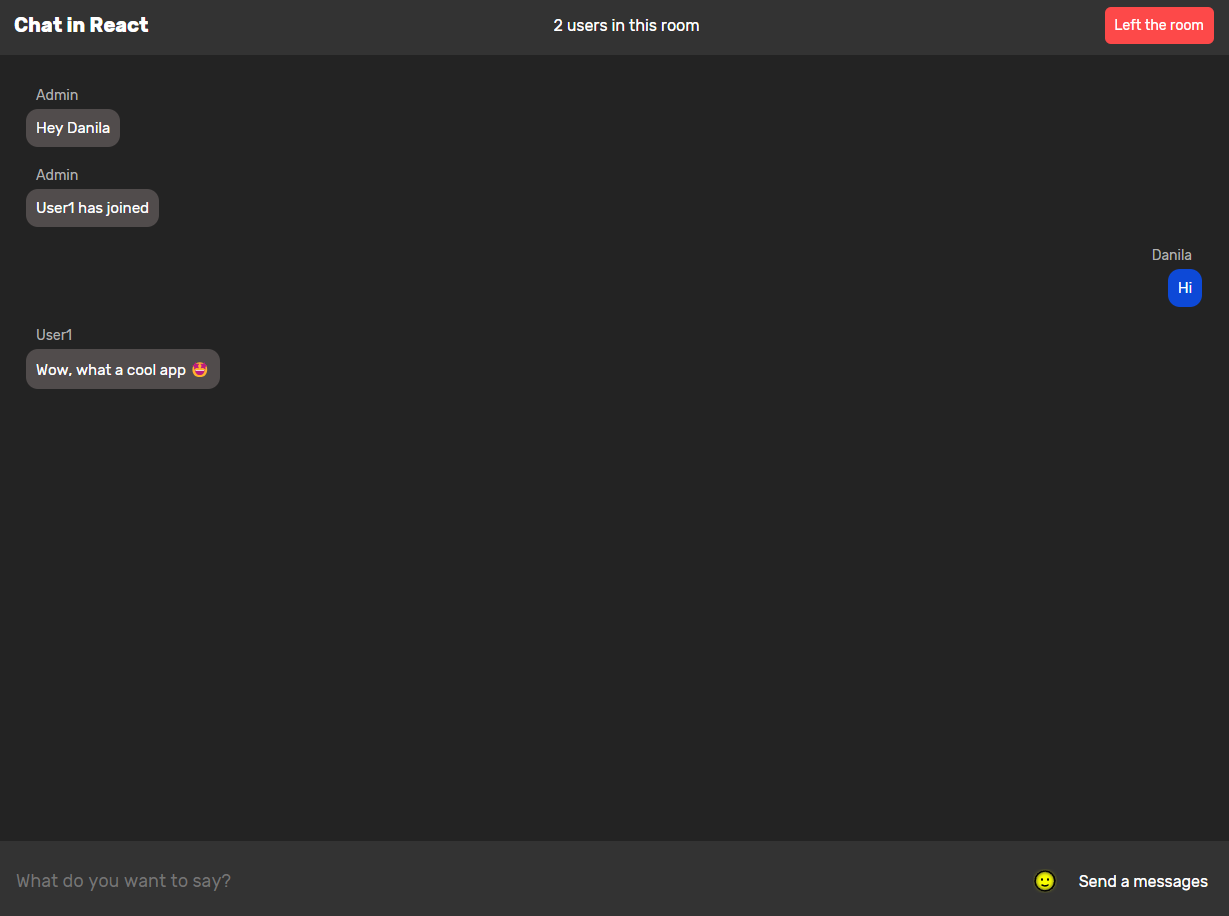 Chat in React
2 users in this room
Left the room
Admin
Hey Danila
Admin
User1 has joined
Danila
Hi
User1
Wow, what a cool app 🤩
What do you want to say?
Send a messages